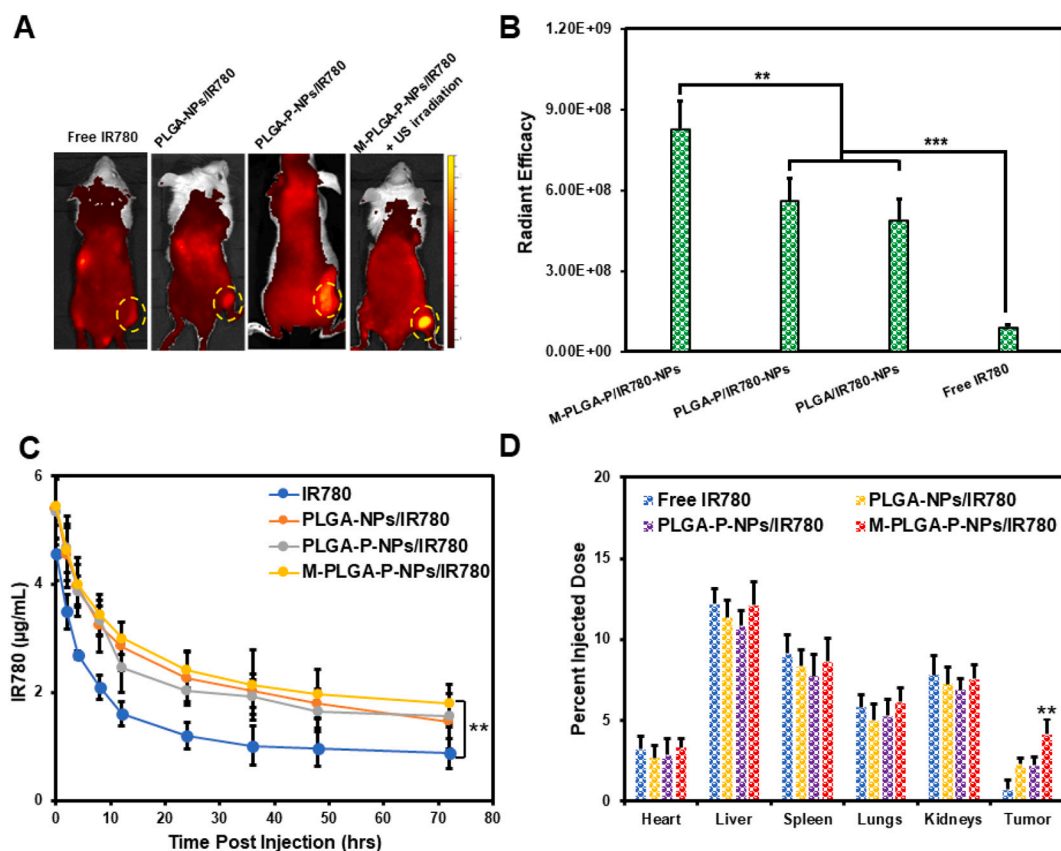 A
Free IR780
PLGA-NPs/IR780
PLGA-P-NPs/IR780
M-PLGA-P-NPs/IR780
+ US irradiation
B
Radiant Efficacy
1.20E+09
9.00E+08
6.00E+08
3.00E+08
0.00E+00
**
***
M-PLGA-P/IR780-NPs
PLGA-P/IR780-NPs
PLGA/IR780-NPs
Free IR780
C
IR780 (µg/mL)
6
4
2
0
IR780
PLGA-NPs/IR780
PLGA-P-NPs/IR780
M-PLGA-P-NPs/IR780
**
0 10 20 30 40 50 60 70 80
Time Post Injection (hrs)
D
Percent Injected Dose
20
15
10
5
0
Free IR780 PLGA-NPs/IR780
PLGA-P-NPs/IR780 M-PLGA-P-NPs/IR780
**
Heart Liver Spleen Lungs Kidneys Tumor